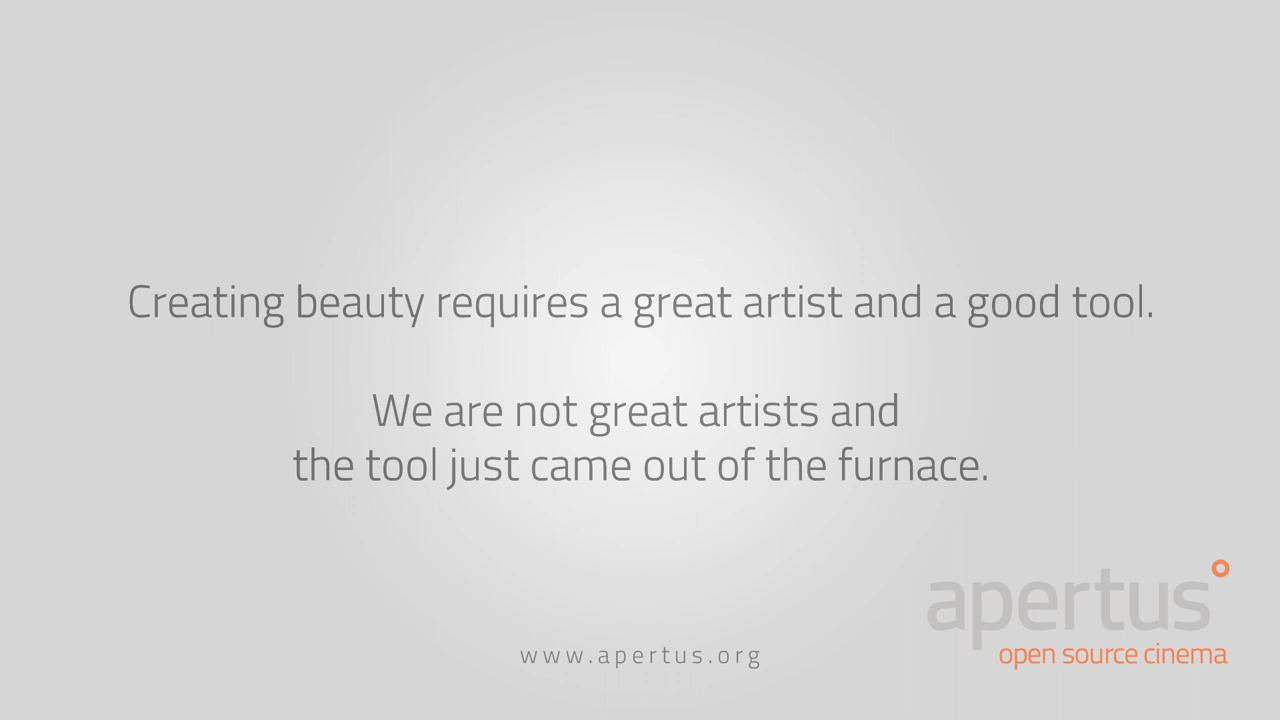 Creating beauty requires a great artist and a good tool.
We are not great artists and
the tool just came out of the furnace.
apertus°
open source cinema
www.apertus.org